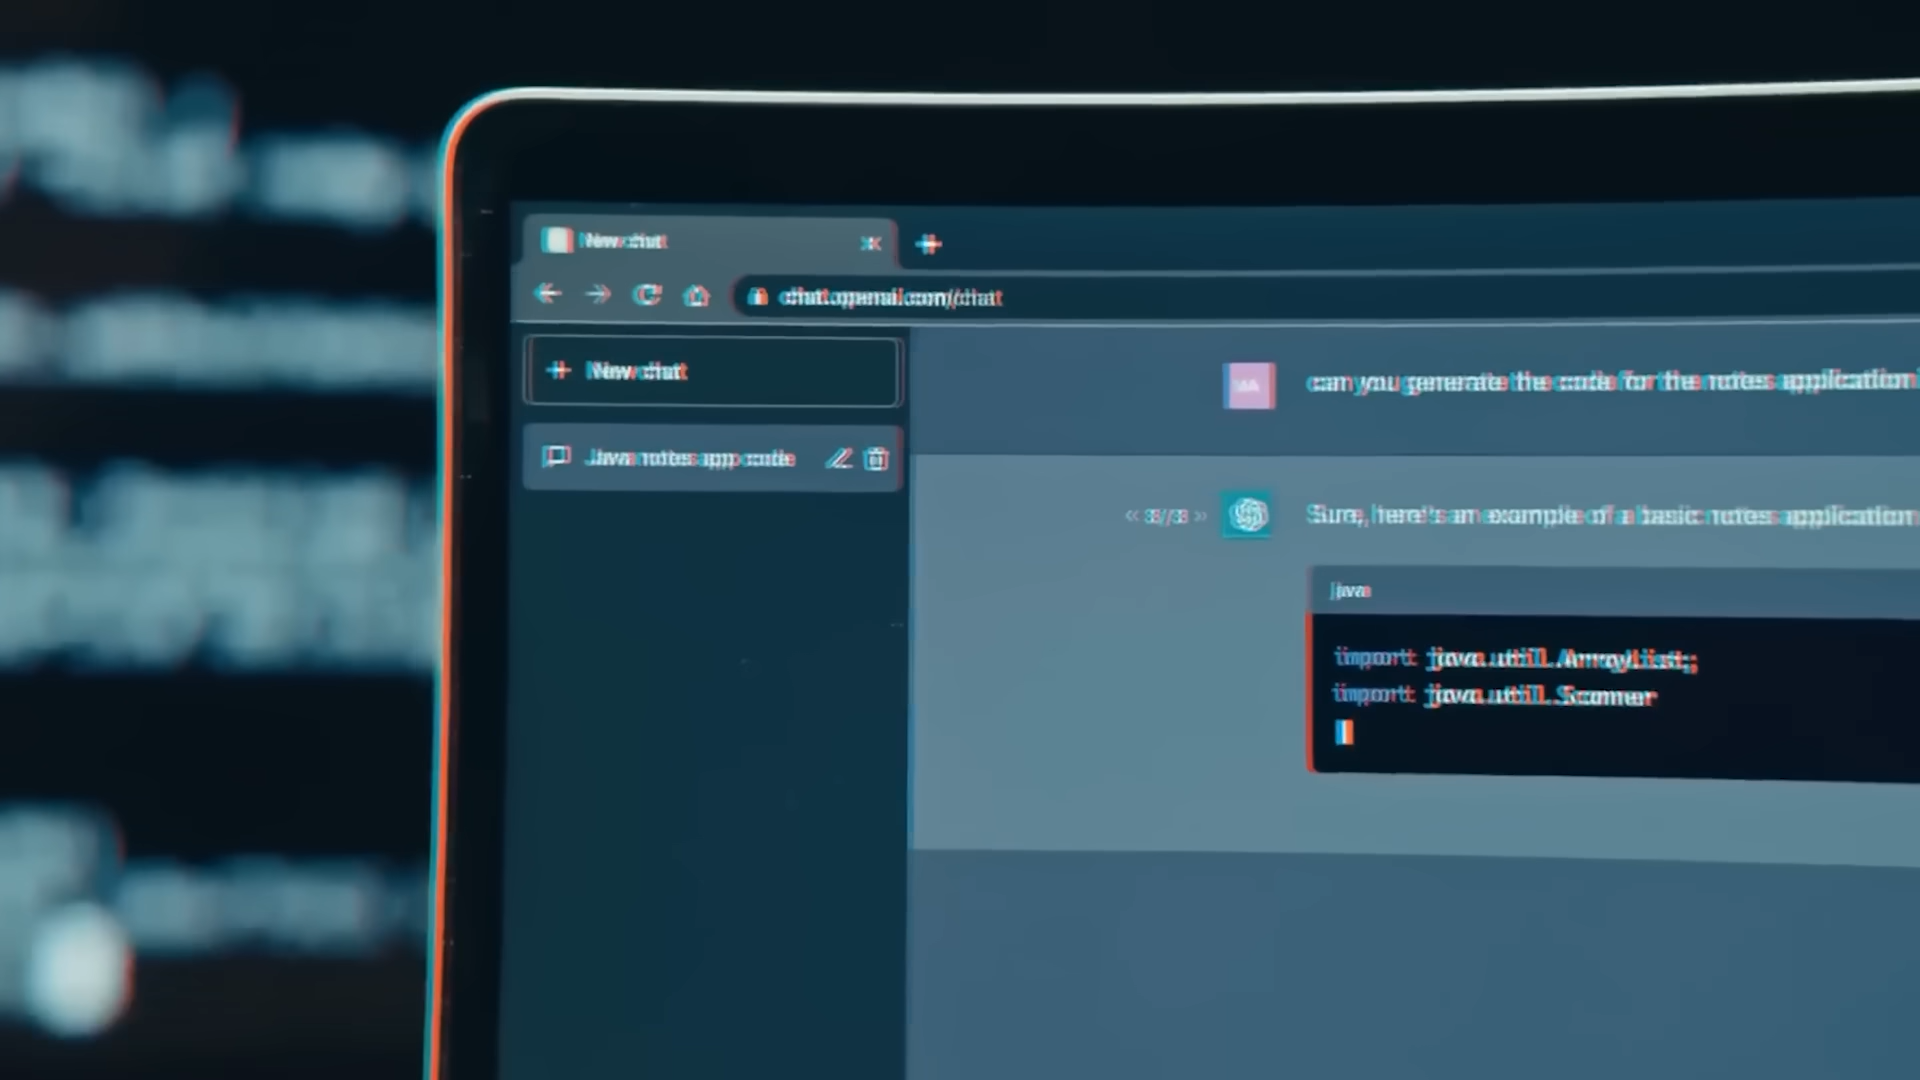 New chat
chat.openai.com/chat
+ New chat
Java notes app code
can you generate the code for the notes application
3/3
Sure, here's an example of a basic notes application
java
import java.util.ArrayList;
import java.util.Scanner